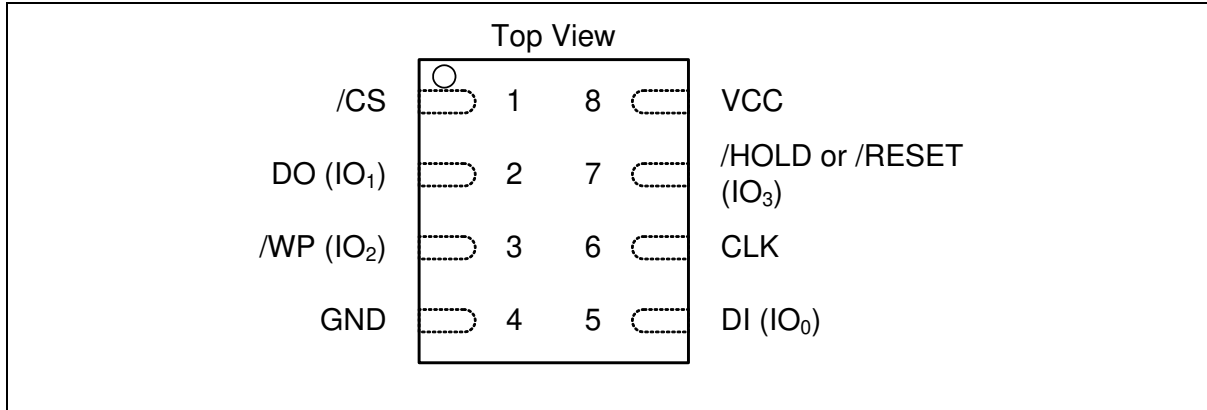 Top View
/CS 1 8 VCC
DO (IO₁) 2 7 /HOLD or /RESET
(IO₃)
/WP (IO₂) 3 6 CLK
GND 4 5 DI (IO₀)